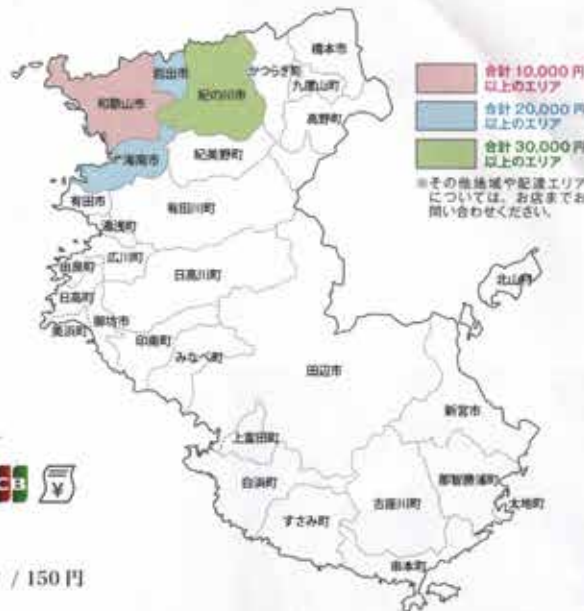 橋本市
岩出市
かつらぎ町
紀の川市
九度山町
和歌山市
高野町
海南市
紀美野町
合計 10,000 円
以上のエリア
合計 20,000 円
以上のエリア
合計 30,000 円
以上のエリア
※その他地域や配達エリア
については、お店までお
問い合わせください。
有田市
有田川町
湯浅町
広川町
由良町
日高川町
日高町
北山村
美浜町
御坊市
印南町
みなべ町
田辺市
新宮市
上富田町
白浜町
那智勝浦町
太地町
古座川町
すさみ町
串本町
CB
¥
/ 150 円